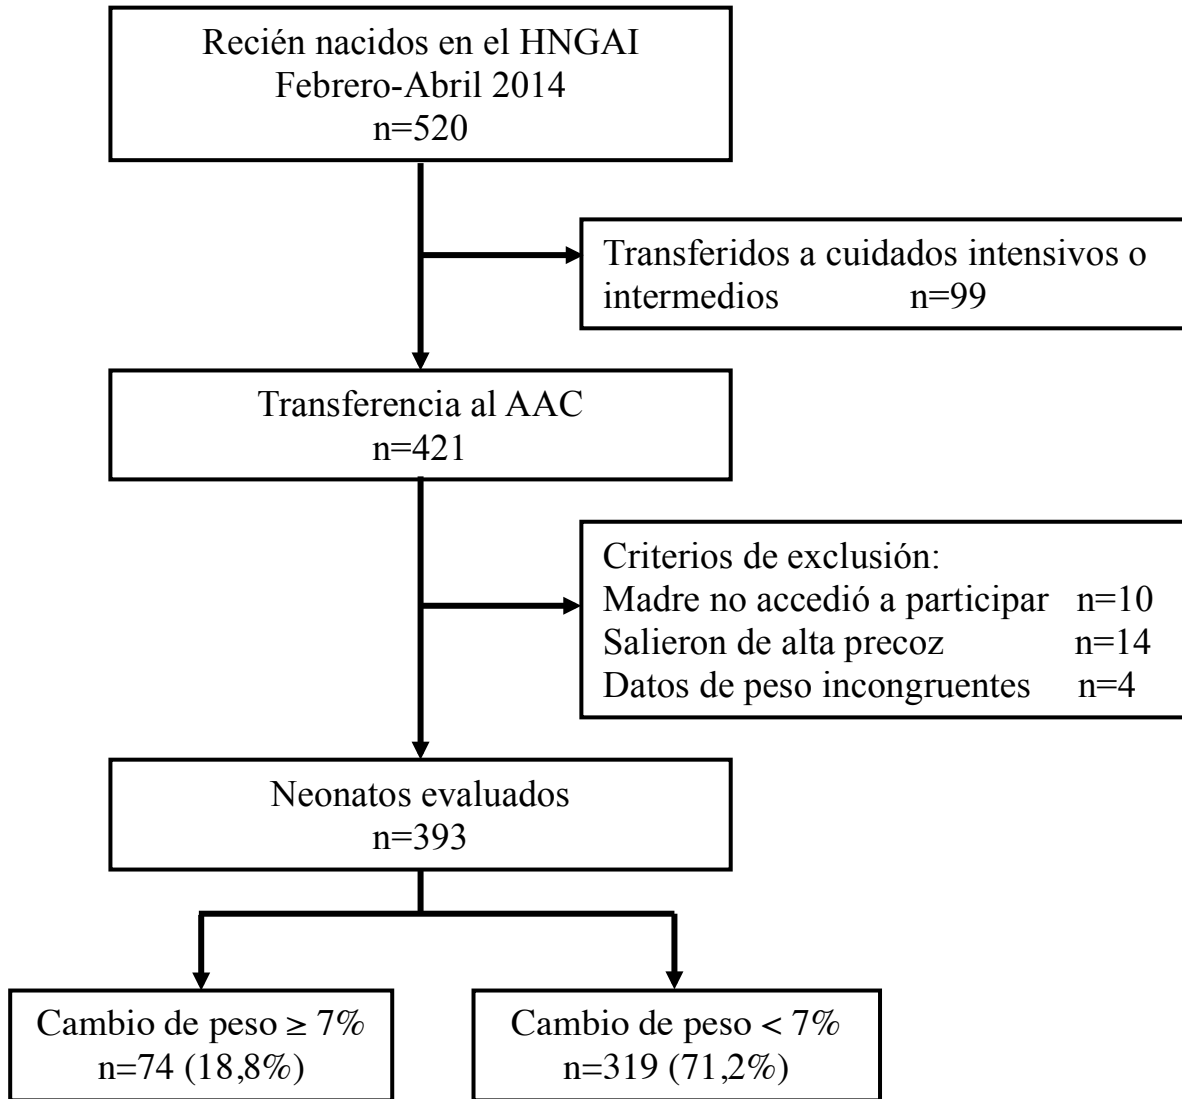 Recién nacidos en el HNGAI
Febrero-Abril 2014
n=520
Transferidos a cuidados intensivos o
intermedios n=99
Transferencia al AAC
n=421
Criterios de exclusión:
Madre no accedió a participar n=10
Salieron de alta precoz n=14
Datos de peso incongruentes n=4
Neonatos evaluados
n=393
Cambio de peso ≥ 7%
n=74 (18,8%)
Cambio de peso < 7%
n=319 (71,2%)